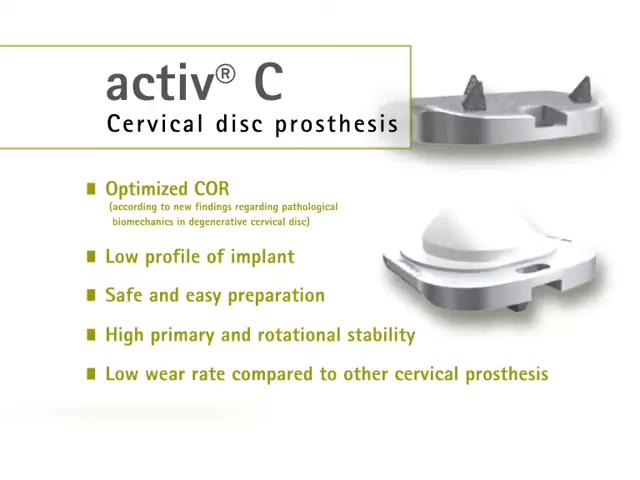 activ® C
Cervical disc prosthesis
Optimized COR
(according to new findings regarding pathological
biomechanics in degenerative cervical disc)
Low profile of implant
Safe and easy preparation
High primary and rotational stability
Low wear rate compared to other cervical prosthesis